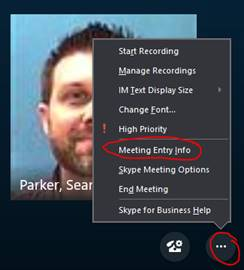 Start Recording
Manage Recordings
IM Text Display Size
Change Font...
! High Priority
Meeting Entry Info
Parker, Sea
Skype Meeting Options
End Meeting
Skype for Business Help
...